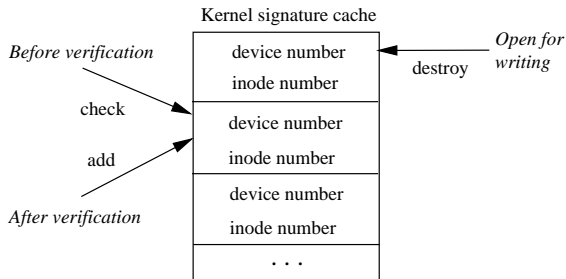 Kernel signature cache
Before verification
check
add
After verification
device number
inode number
device number
inode number
device number
inode number
. . .
Open for
writing
destroy